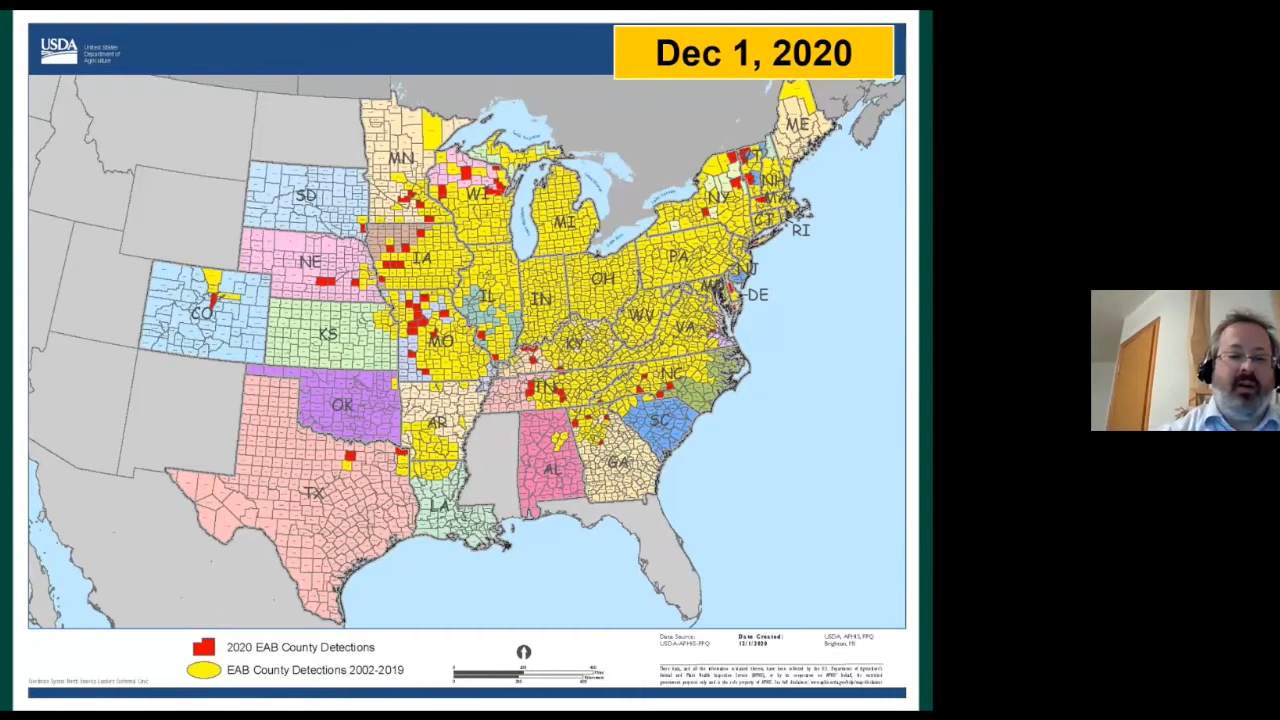 USDA
United States
Department of
Agriculture
Dec 1, 2020
ME
MN
VT
WI
NH
SD
NY
MA
MI
CT
RI
PA
IA
NE
OH
NJ
IL
IN
MD
DE
CO
WV
VA
KS
MO
KY
NC
TN
OK
AR
SC
GA
AL
TX
LA
2020 EAB County Detections
EAB County Detections 2002-2019
Data Source:
USDA-APHIS-PPQ
Date Created:
12/1/2020
USDA, APHIS, PPQ
Brighton, MI